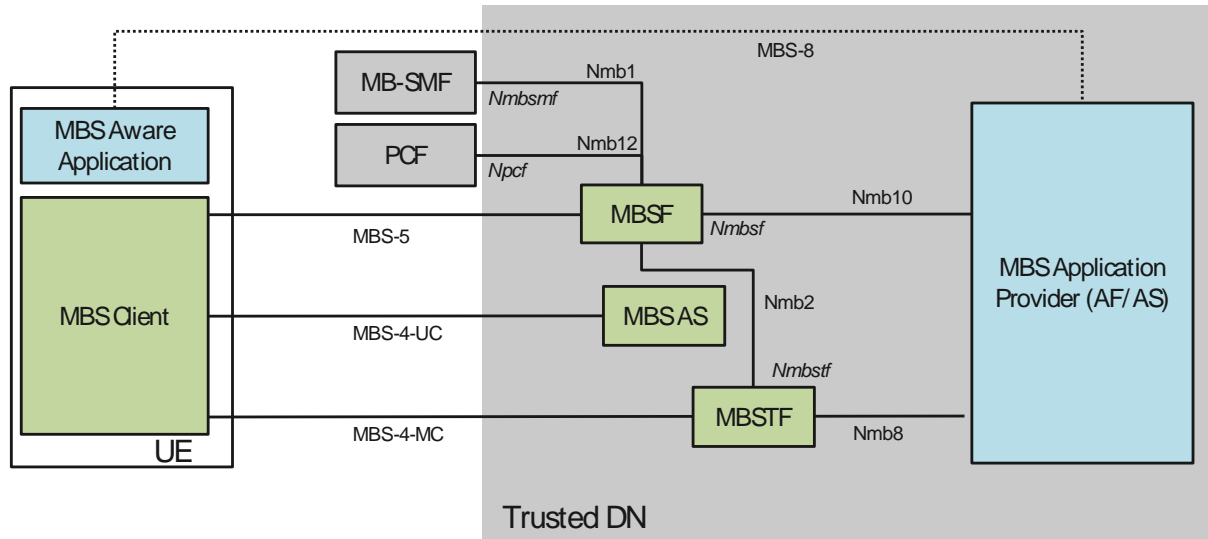 MBS-8
MB-SMF
Nmb1
Nmbsmf
MBS Aware
Application
PCF
Nmb12
Npcf
MBSF
Nmb10
Nmbsf
MBS-5
MBS Application
Provider (AF/AS)
MBS Client
MBS AS
Nmb2
MBS-4-UC
Nmbstf
MBSTF
MBS-4-MC
Nmb8
UE
Trusted DN